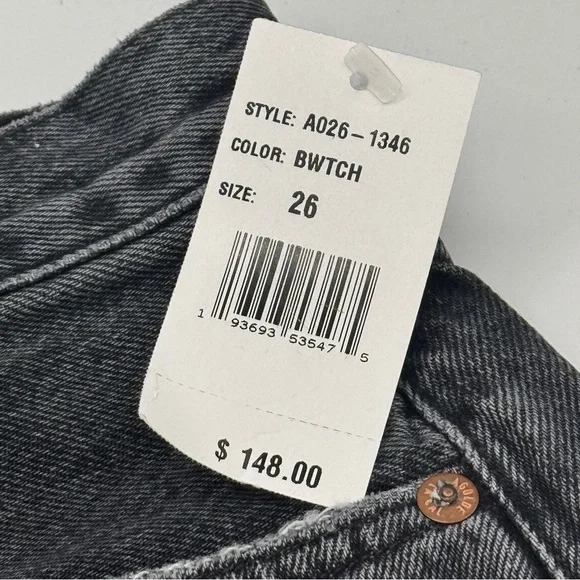 STYLE: A026-1346
COLOR: BWTCH
SIZE: 26
1 93693 53547 5
$ 148.00